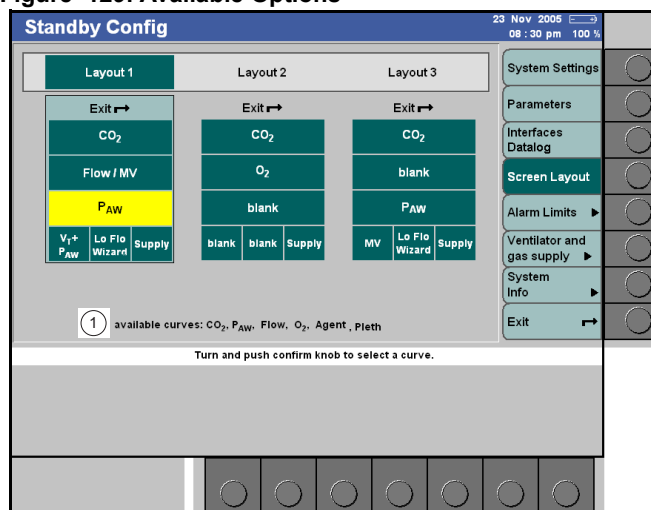 Figure 129: Available Options
Standby Config
23 Nov 2005
08 : 30 pm 100 %
Layout 1 Layout 2 Layout 3
Exit Exit Exit
CO2 CO2 CO2
Flow / MV O2 blank
PAW blank PAW
VT+ PAW Lo Flo Wizard Supply blank blank Supply MV Lo Flo Wizard Supply
1 available curves: CO2, PAW, Flow, O2, Agent, Pleth
Turn and push confirm knob to select a curve.
System Settings
Parameters
Interfaces
Datalog
Screen Layout
Alarm Limits
Ventilator and
gas supply
System
Info
Exit